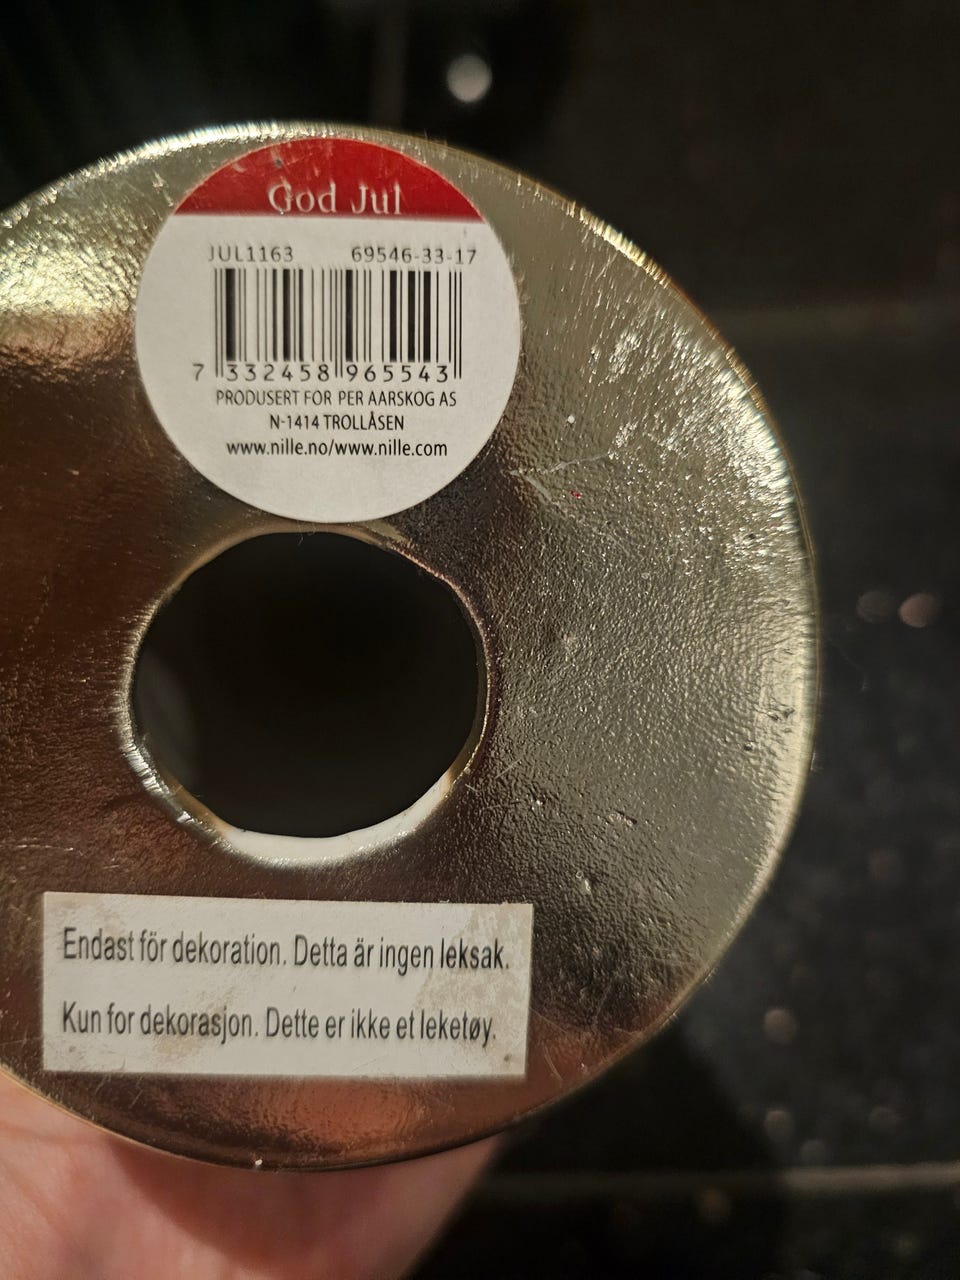 God Jul
JUL1163 69546-33-17
7 332458 965543
PRODUSERT FOR PER AARSKOG AS
N-1414 TROLLÅSEN
www.nille.no/www.nille.com
Endast för dekoration. Detta är ingen leksak.
Kun for dekorasjon. Dette er ikke et leketøy.